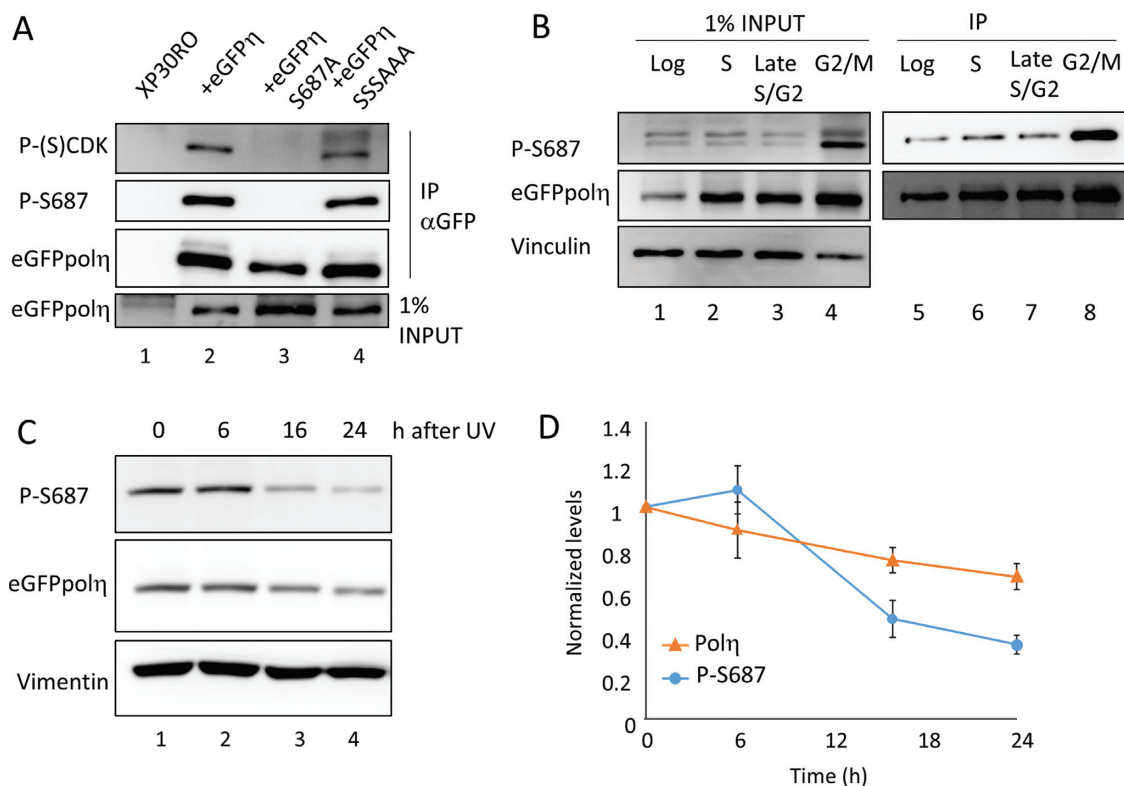 A
XP30RO
+eGFPη
+eGFPη
S687A
+eGFPη
SSSAAA
P-(S)CDK
P-S687
eGFPpolη
IP
αGFP
eGFPpolη
1%
INPUT
1 2 3 4
B
1% INPUT IP
Log S Late S/G2 G2/M Log S Late S/G2 G2/M
P-S687
eGFPpolη
Vinculin
1 2 3 4 5 6 7 8
C
0 6 16 24 h after UV
P-S687
eGFPpolη
Vimentin
1 2 3 4
D
Normalized levels
1.4
1.2
1
0.8
0.6
0.4
0.2
0
Polη
P-S687
0 6 12 18 24
Time (h)